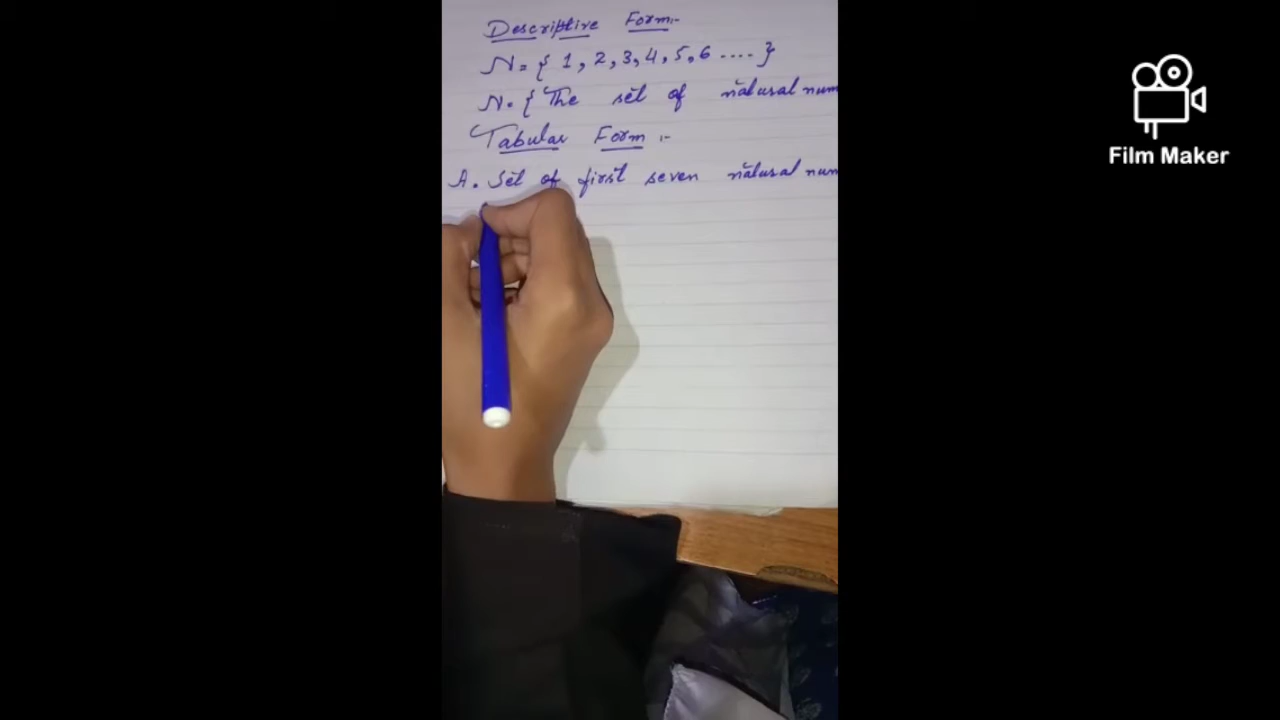 Descriptive Form:-
N = { 1, 2, 3, 4, 5, 6 .... }
N = { The set of natural num
Tabular Form :-
A = Set of first seven natural num
Film Maker